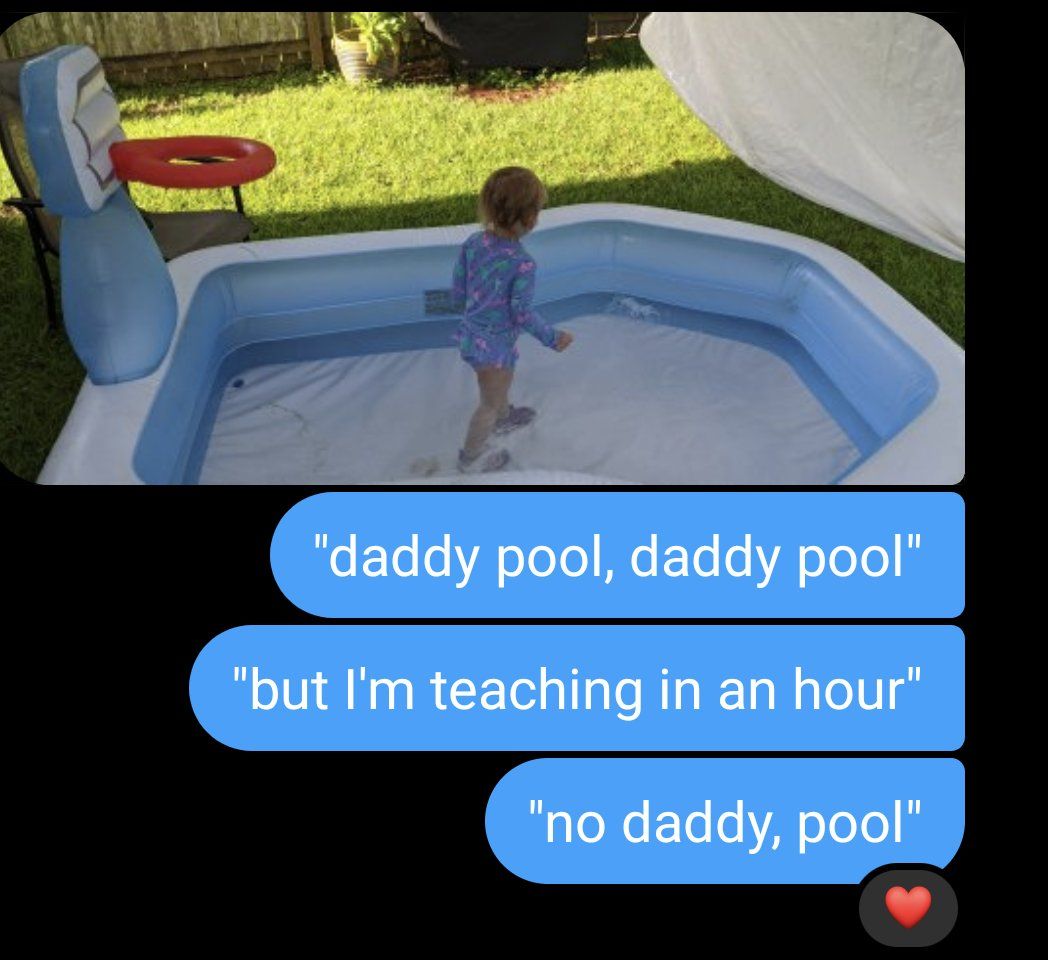 "daddy pool, daddy pool"
"but I'm teaching in an hour"
"no daddy, pool"